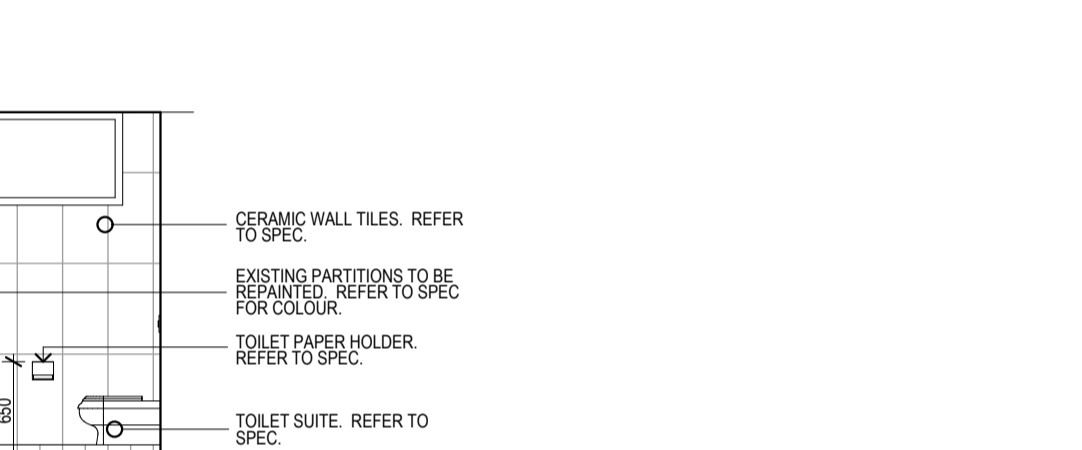 CERAMIC WALL TILES. REFER
TO SPEC.
EXISTING PARTITIONS TO BE
REPAINTED. REFER TO SPEC
FOR COLOUR.
TOILET PAPER HOLDER.
REFER TO SPEC.
650
TOILET SUITE. REFER TO
SPEC.